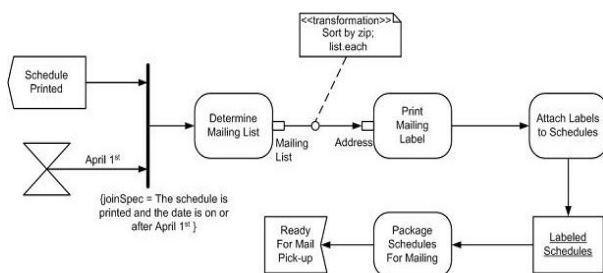 <<transformation>>
Sort by zip;
list.each
Schedule
Printed
April 1st
{joinSpec = The schedule is
printed and the date is on or
after April 1st }
Determine
Mailing List
Mailing
List
Address
Print
Mailing
Label
Attach Labels
to Schedules
Labeled
Schedules
Package
Schedules
For Mailing
Ready
For Mail
Pick-up